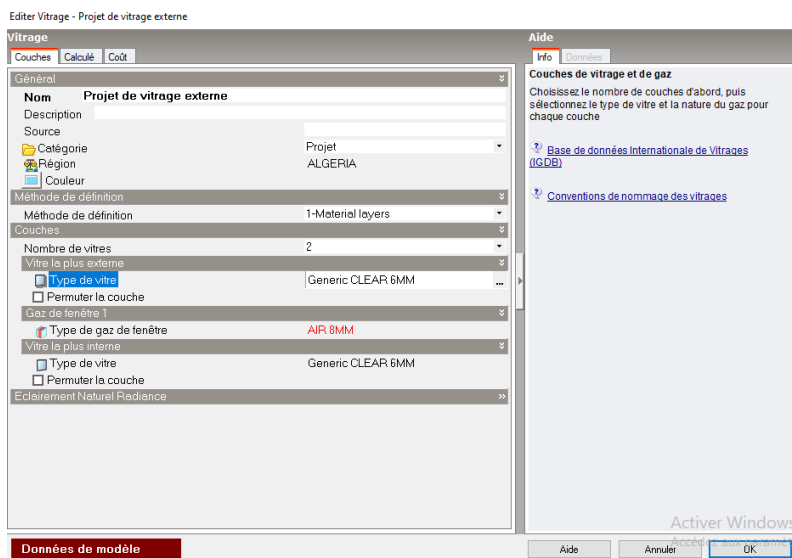 Editer Vitrage - Projet de vitrage externe
Vitrage
Couches Calculé Coût
Général
Nom Projet de vitrage externe
Description
Source
Catégorie Projet
Région ALGERIA
Couleur
Méthode de définition
Méthode de définition 1-Material layers
Couches
Nombre de vitres 2
Vitre la plus externe
Type de vitre Generic CLEAR 6MM ...
Permuter la couche
Gaz de fenêtre 1
Type de gaz de fenêtre AIR 8MM
Vitre la plus interne
Type de vitre Generic CLEAR 6MM
Permuter la couche
Eclairement Naturel Radiance
Données de modèle
Aide
Info Données
Couches de vitrage et de gaz
Choisissez le nombre de couches d'abord, puis
sélectionnez le type de vitre et la nature du gaz pour
chaque couche
Base de données Internationale de Vitrages
(IGDB)
Conventions de nommage des vitrages
Activer Windows
Aide Annuler OK